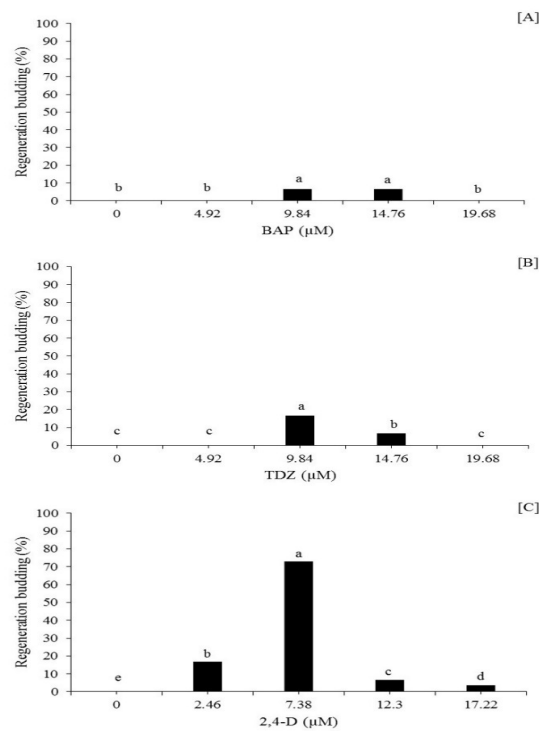 [A]
Regeneration budding (%)
100
90
80
70
60
50
40
30
20
10
0
b b a a b
0 4.92 9.84 14.76 19.68
BAP (µM)
[B]
Regeneration budding (%)
100
90
80
70
60
50
40
30
20
10
0
c c a b c
0 4.92 9.84 14.76 19.68
TDZ (µM)
[C]
Regeneration budding (%)
100
90
80
70
60
50
40
30
20
10
0
e b a c d
0 2.46 7.38 12.3 17.22
2,4-D (µM)